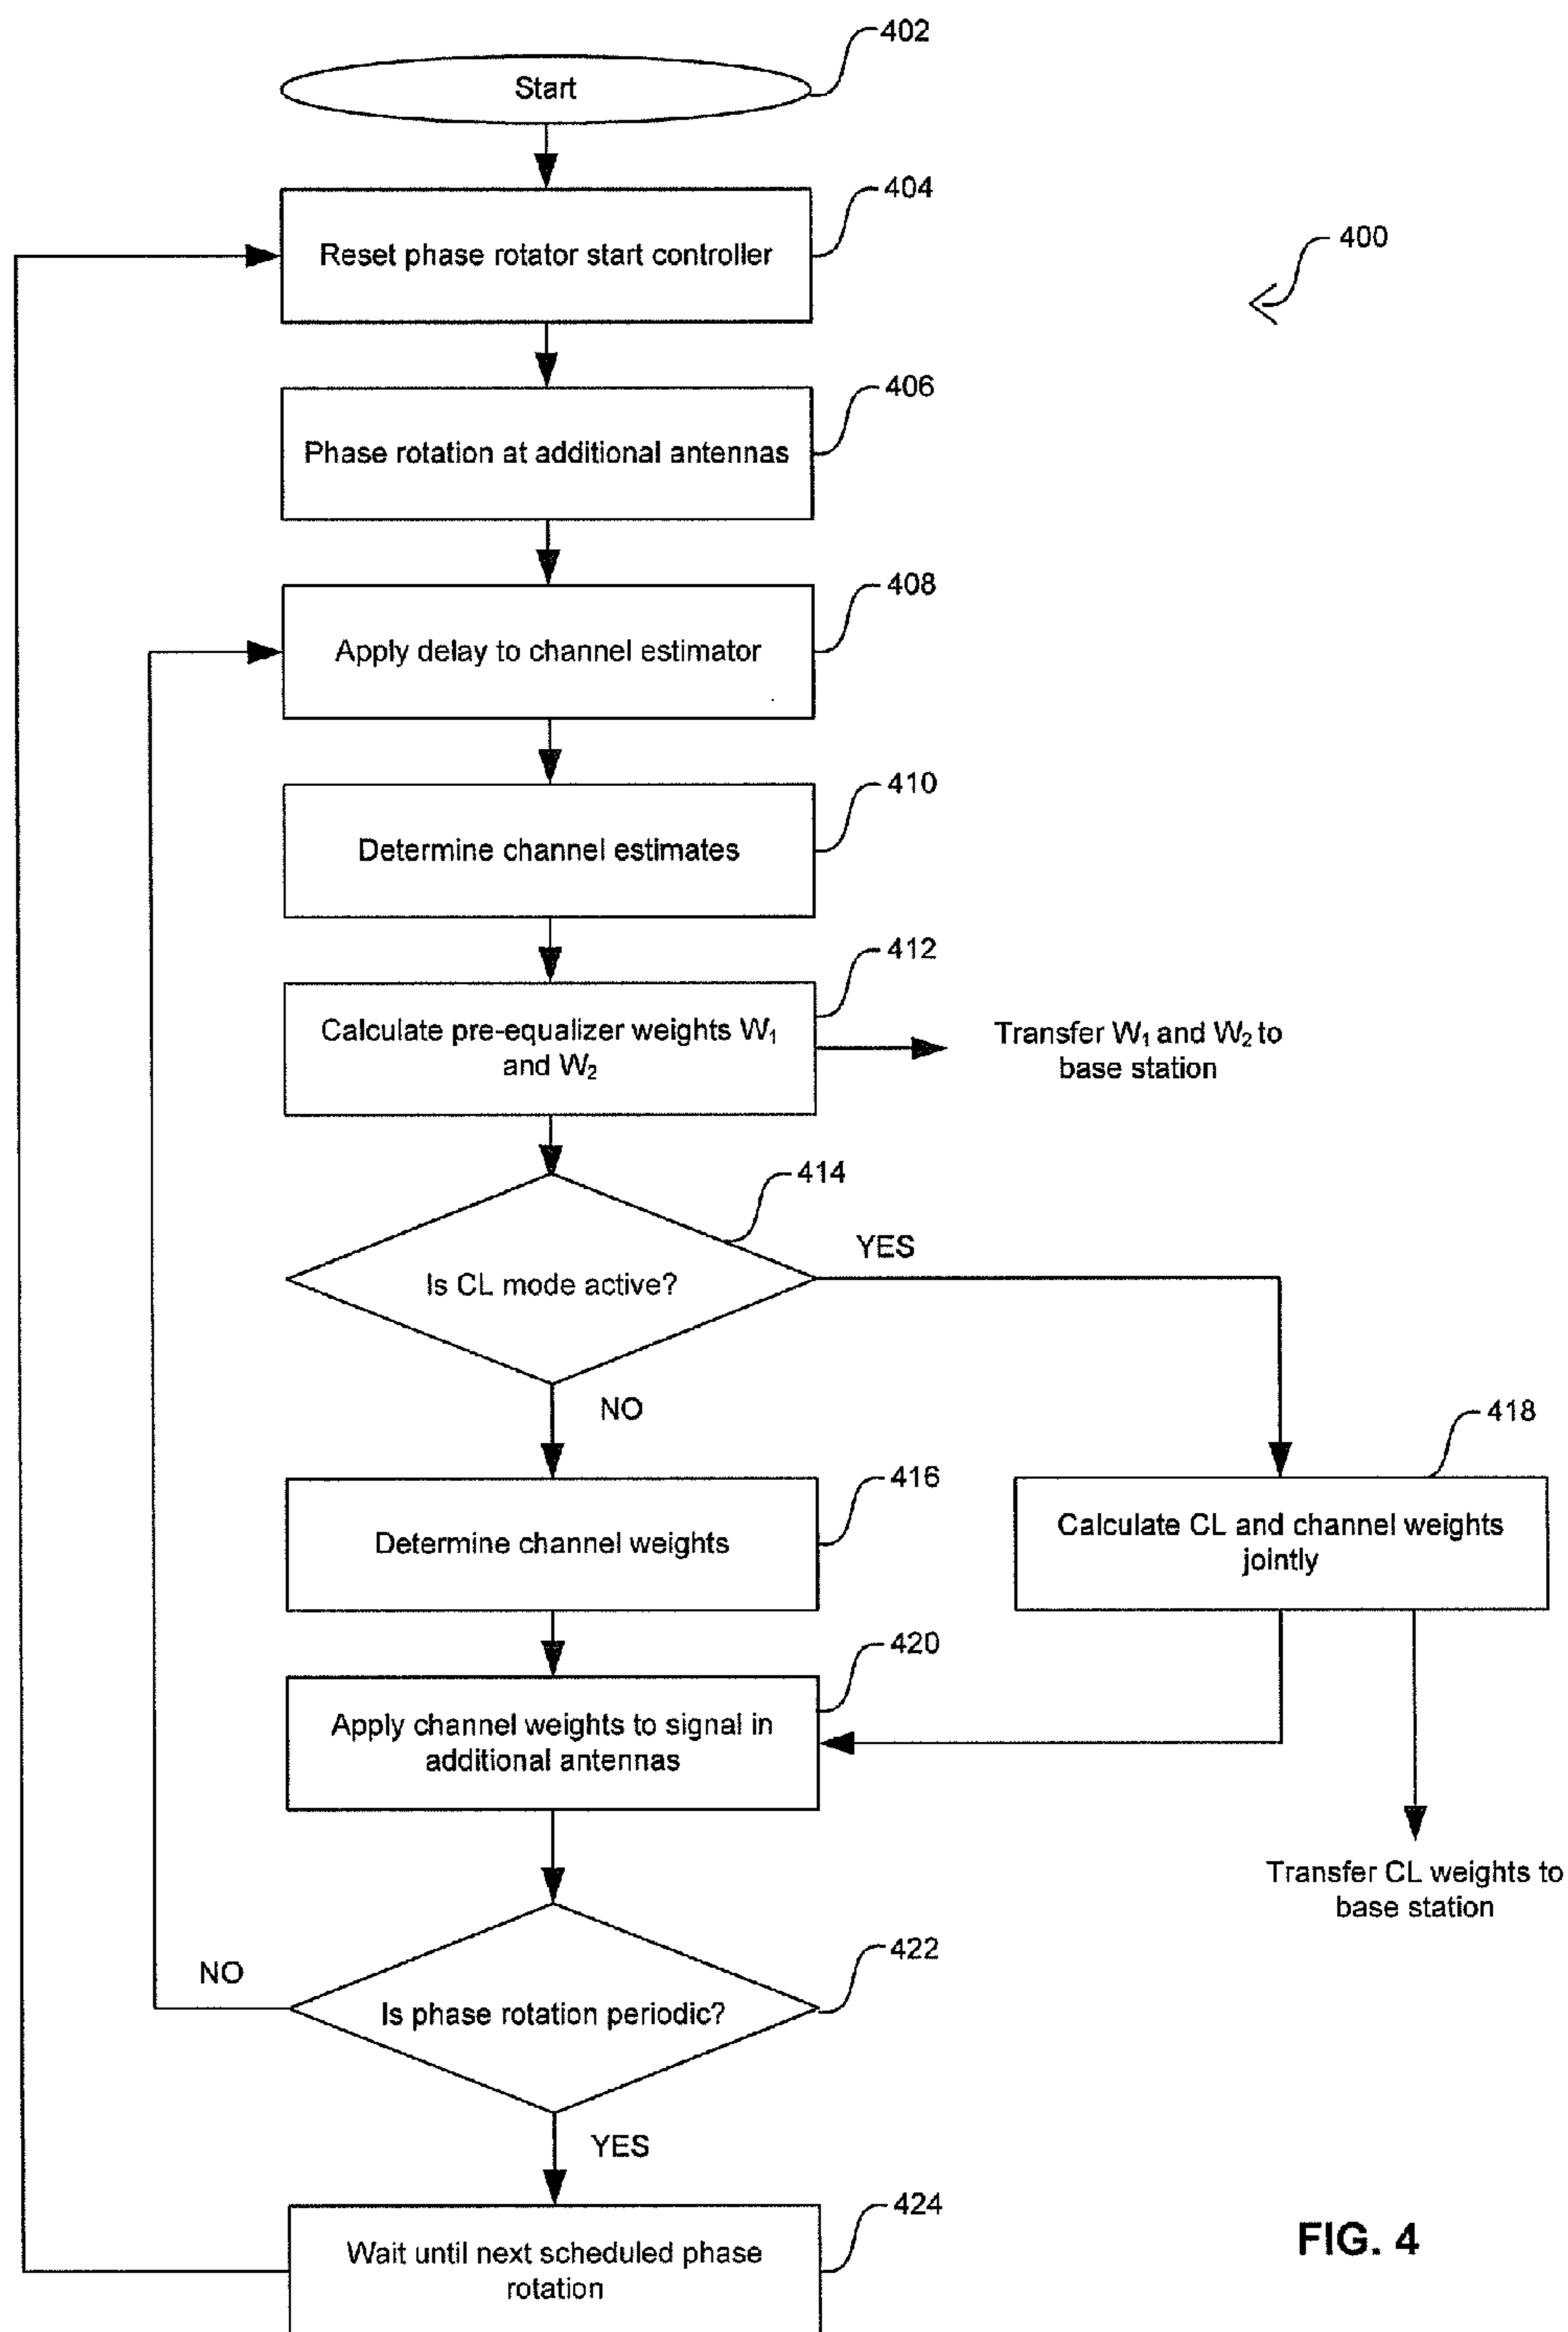 402
Start
404
Reset phase rotator start controller
400
406
Phase rotation at additional antennas
408
Apply delay to channel estimator
410
Determine channel estimates
412
Calculate pre-equalizer weights W₁
and W₂
Transfer W₁ and W₂ to
base station
414
YES
Is CL mode active?
NO
418
416
Determine channel weights
Calculate CL and channel weights
jointly
420
Apply channel weights to signal in
additional antennas
Transfer CL weights to
base station
422
NO
Is phase rotation periodic?
YES
424
Wait until next scheduled phase
rotation
FIG. 4